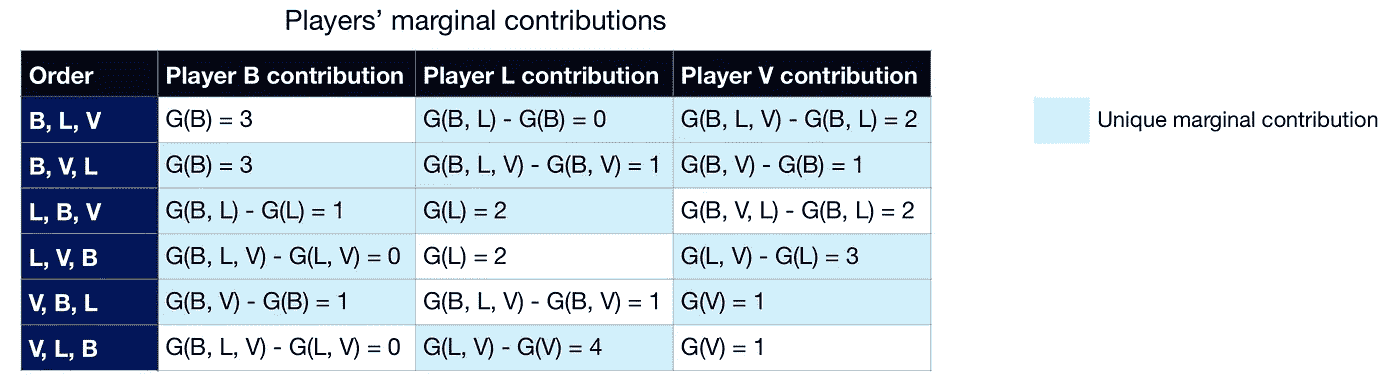 Players' marginal contributions
Order Player B contribution Player L contribution Player V contribution
B, L, V G(B) = 3 G(B, L) - G(B) = 0 G(B, L, V) - G(B, L) = 2
Unique marginal contribution
B, V, L G(B) = 3 G(B, L, V) - G(B, V) = 1 G(B, V) - G(B) = 1
L, B, V G(B, L) - G(L) = 1 G(L) = 2 G(B, V, L) - G(B, L) = 2
L, V, B G(B, L, V) - G(L, V) = 0 G(L) = 2 G(L, V) - G(L) = 3
V, B, L G(B, V) - G(B) = 1 G(B, L, V) - G(B, V) = 1 G(V) = 1
V, L, B G(B, L, V) - G(L, V) = 0 G(L, V) - G(V) = 4 G(V) = 1